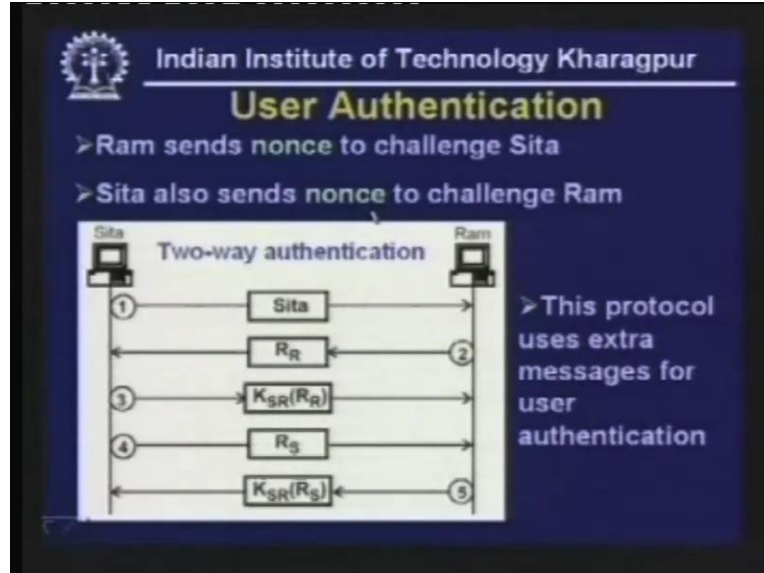 Indian Institute of Technology Kharagpur
User Authentication
➢Ram sends nonce to challenge Sita
➢Sita also sends nonce to challenge Ram
Sita
Two-way authentication
Ram
1
Sita
R_R
2
3
K_SR(R_R)
4
R_S
K_SR(R_S)
5
➢This protocol
uses extra
messages for
user
authentication